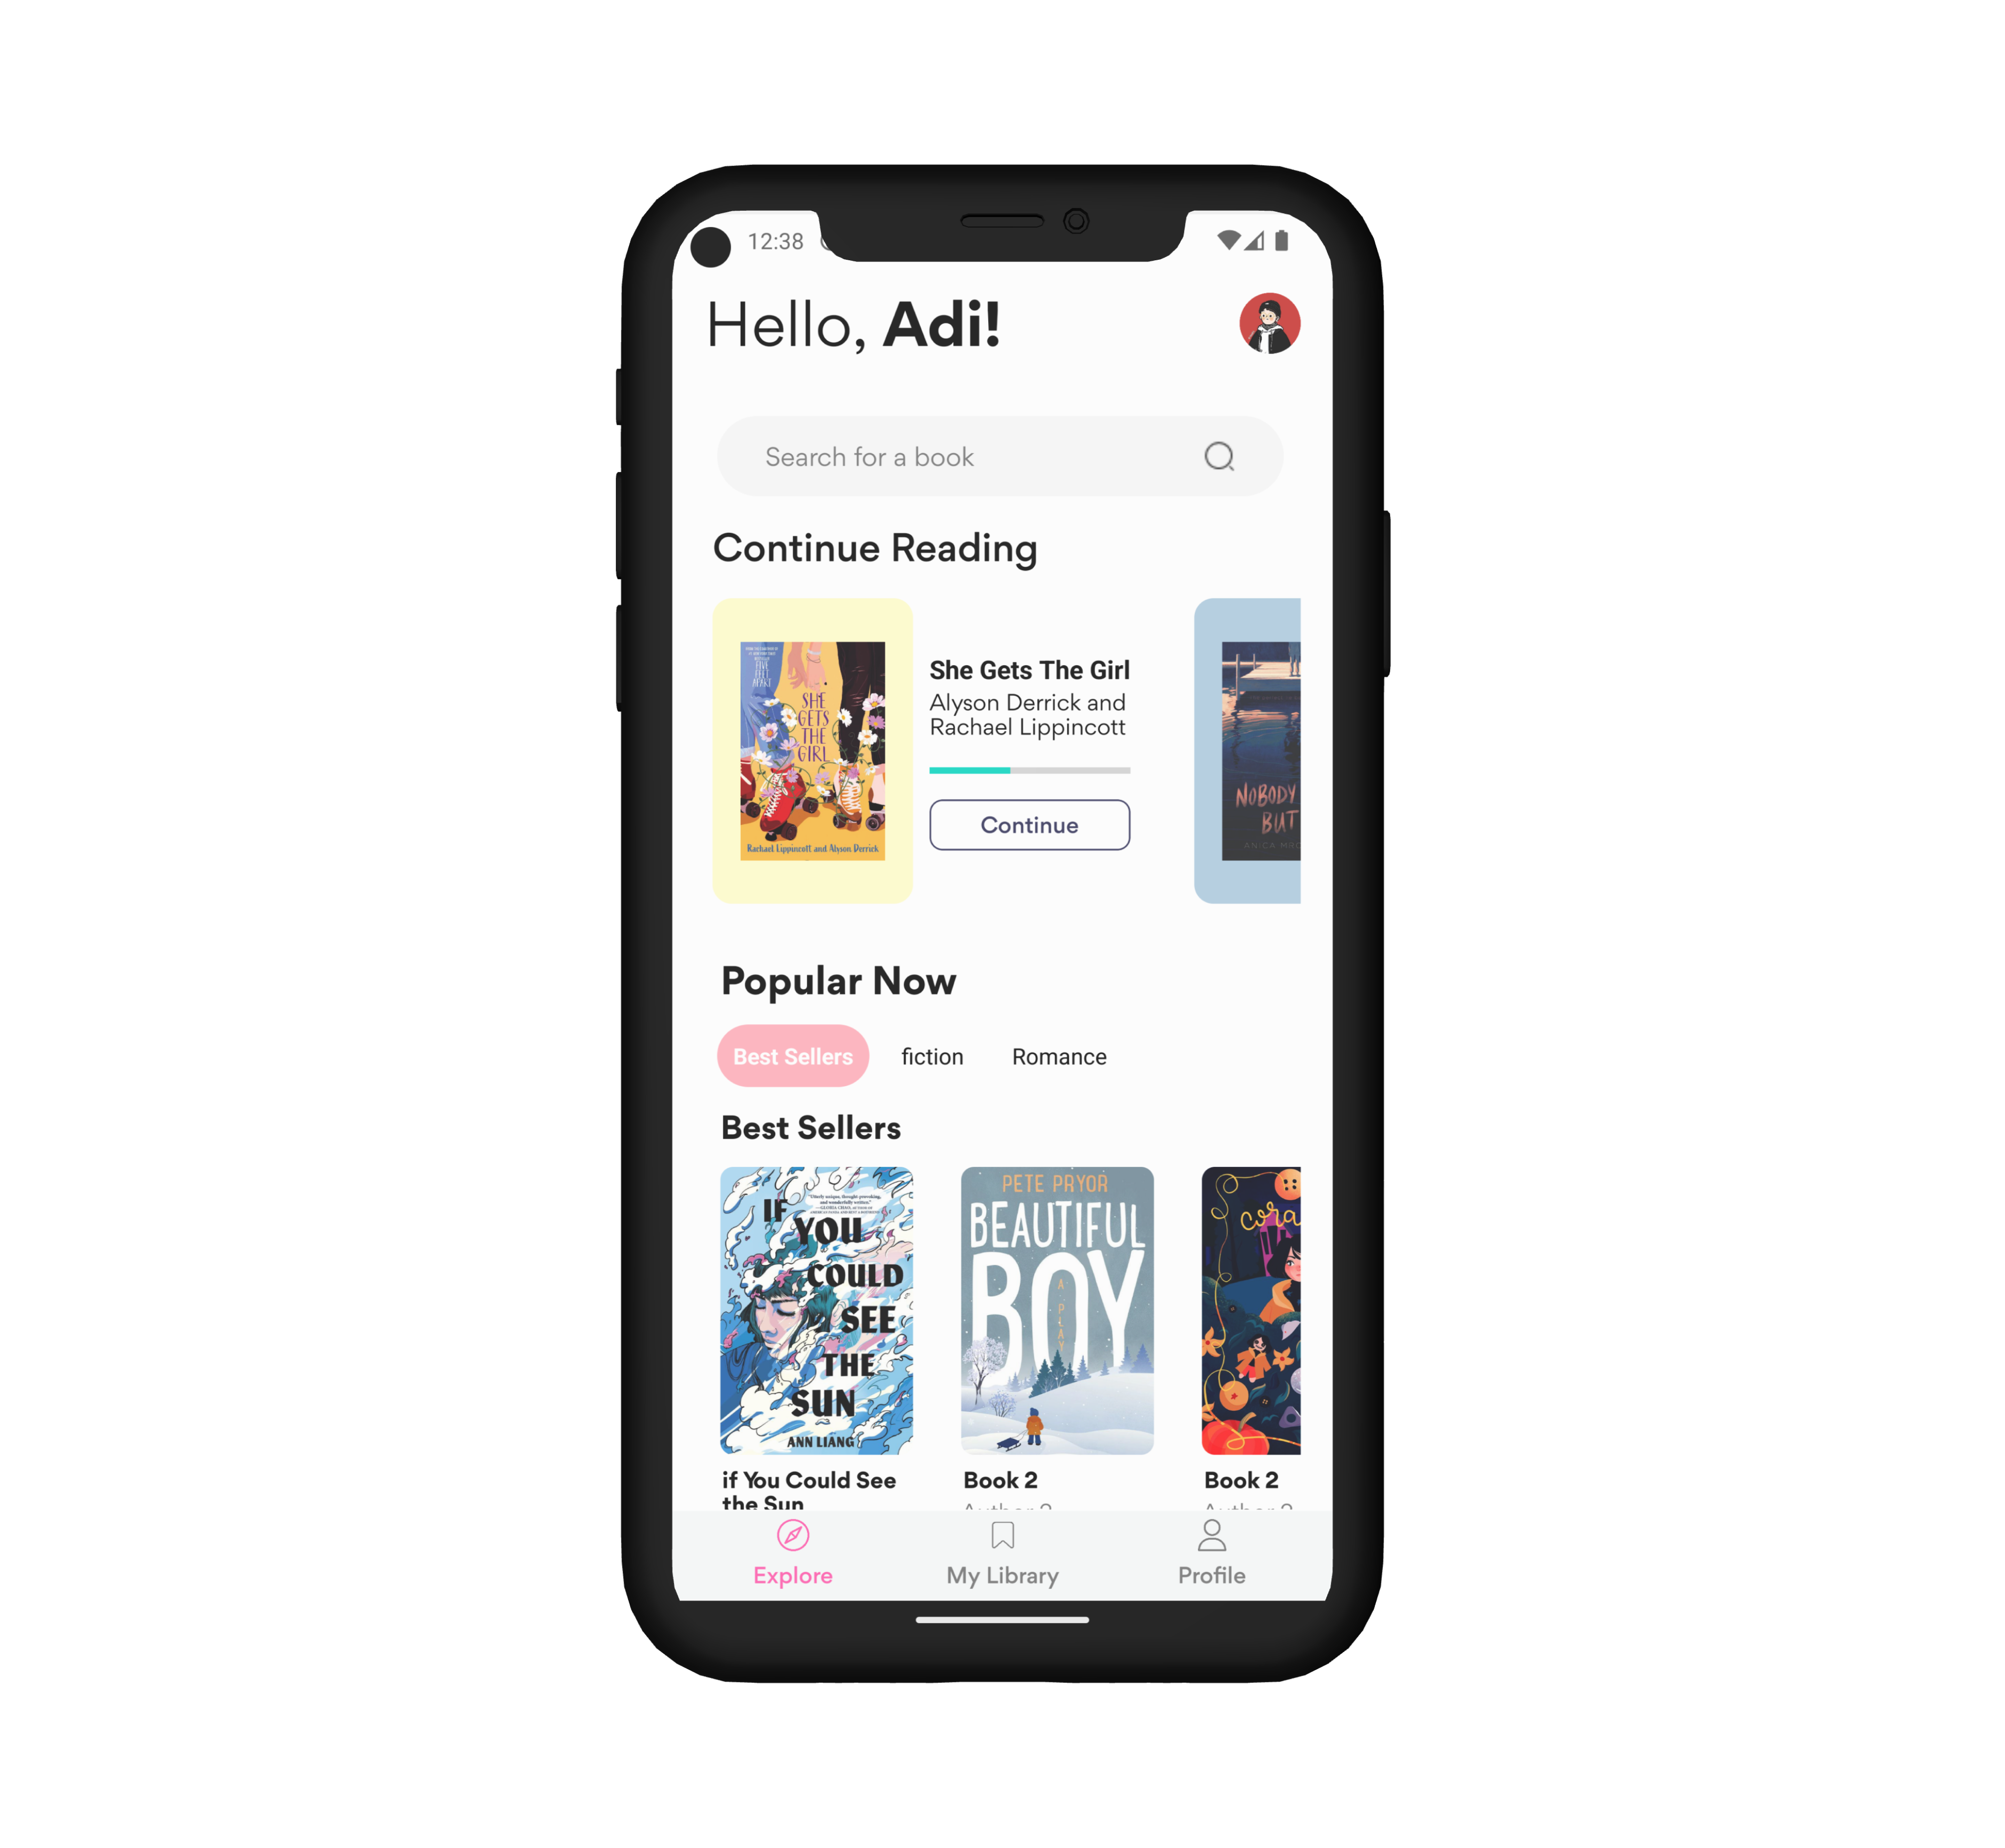 12:38
Hello, Adi!
Search for a book
Continue Reading
FIVE
FEET
APART
SHE
GETS
THE
GIRL
Rachael Lippincott and Alyson Derrick
She Gets The Girl
Alyson Derrick and
Rachael Lippincott
Continue
NOBODY
BUT
Popular Now
Best Sellers
fiction
Romance
Best Sellers
IF
YOU
COULD
SEE
THE
SUN
ANN LIANG
PETE PRYOR
BEAUTIFUL
BOY
A PLAY
cora
if You Could See
the Sun
Book 2
Book 2
Explore
My Library
Profile